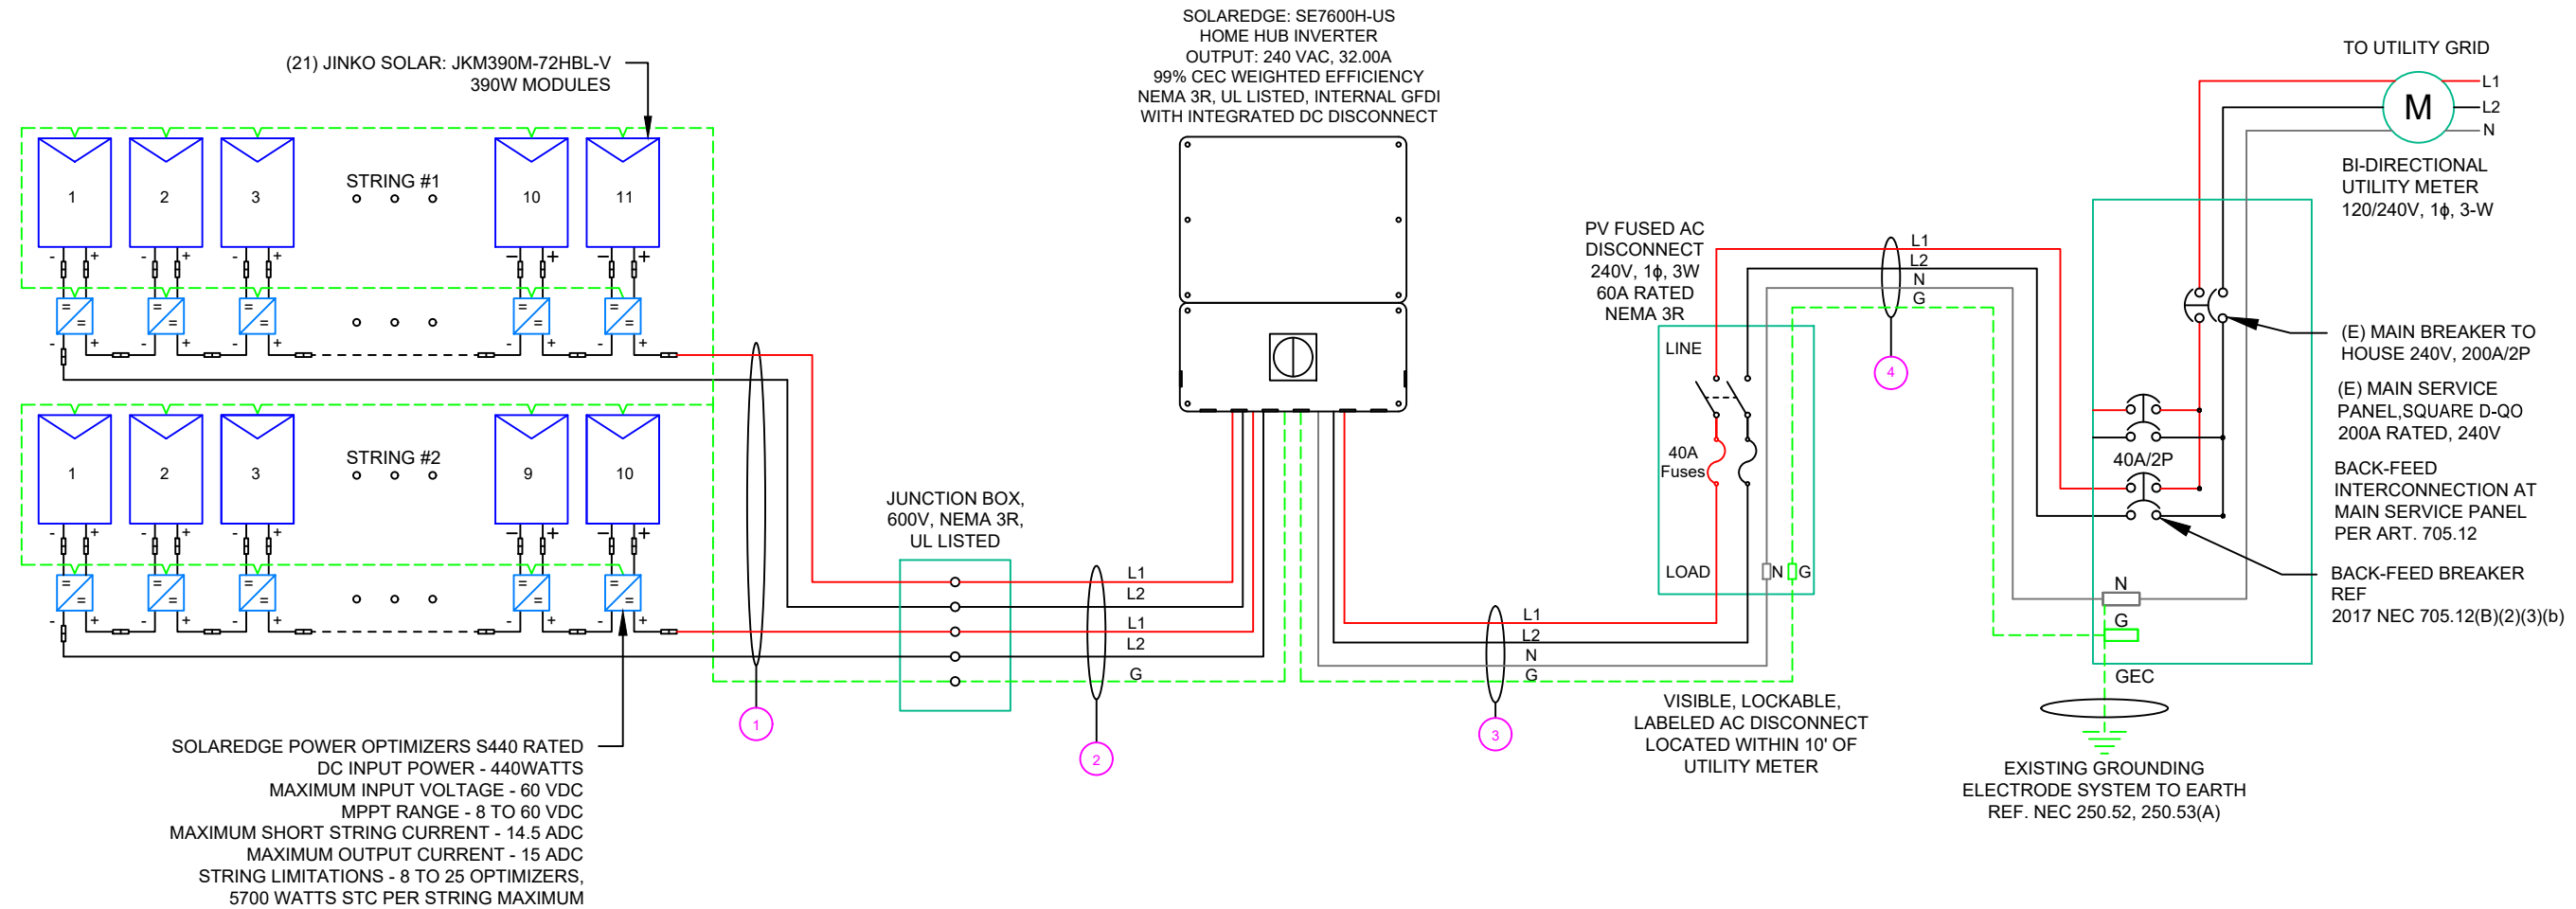 (21) JINKO SOLAR: JKM390M-72HBL-V
390W MODULES
1
2
3
STRING #1
10
11
- +
- +
- +
- +
- +
=
=
=
=
=
=
=
=
=
=
- +
- +
- +
- +
- +
1
2
3
STRING #2
9
10
- +
- +
- +
- +
- +
=
=
=
=
=
=
=
=
=
=
- +
- +
- +
- +
- +
SOLAREDGE POWER OPTIMIZERS S440 RATED
DC INPUT POWER - 440WATTS
MAXIMUM INPUT VOLTAGE - 60 VDC
MPPT RANGE - 8 TO 60 VDC
MAXIMUM SHORT STRING CURRENT - 14.5 ADC
MAXIMUM OUTPUT CURRENT - 15 ADC
STRING LIMITATIONS - 8 TO 25 OPTIMIZERS,
5700 WATTS STC PER STRING MAXIMUM
1
JUNCTION BOX,
600V, NEMA 3R,
UL LISTED
L1
L2
L1
L2
G
2
SOLAREDGE: SE7600H-US
HOME HUB INVERTER
OUTPUT: 240 VAC, 32.00A
99% CEC WEIGHTED EFFICIENCY
NEMA 3R, UL LISTED, INTERNAL GFDI
WITH INTEGRATED DC DISCONNECT
L1
L2
N
G
3
PV FUSED AC
DISCONNECT
240V, 1ϕ, 3W
60A RATED
NEMA 3R
LINE
40A
Fuses
LOAD
N
G
VISIBLE, LOCKABLE,
LABELED AC DISCONNECT
LOCATED WITHIN 10' OF
UTILITY METER
L1
L2
N
G
4
TO UTILITY GRID
M
L1
L2
N
BI-DIRECTIONAL
UTILITY METER
120/240V, 1ϕ, 3-W
(E) MAIN BREAKER TO
HOUSE 240V, 200A/2P
(E) MAIN SERVICE
PANEL,SQUARE D-QO
200A RATED, 240V
40A/2P
BACK-FEED
INTERCONNECTION AT
MAIN SERVICE PANEL
PER ART. 705.12
BACK-FEED BREAKER
REF
2017 NEC 705.12(B)(2)(3)(b)
N
G
GEC
EXISTING GROUNDING
ELECTRODE SYSTEM TO EARTH
REF. NEC 250.52, 250.53(A)